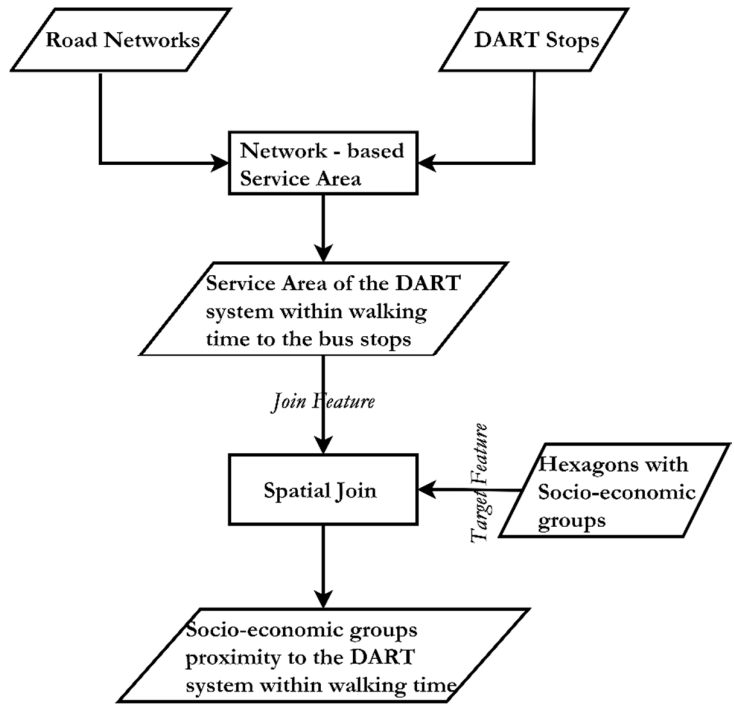 Road Networks
DART Stops
Network - based
Service Area
Service Area of the DART
system within walking
time to the bus stops
Join Feature
Spatial Join
Target Feature
Hexagons with
Socio-economic
groups
Socio-economic groups
proximity to the DART
system within walking time